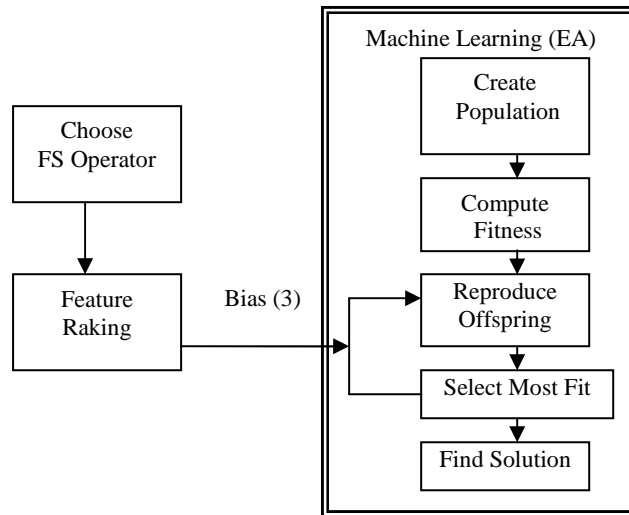 Machine Learning (EA)
Create
Population
Choose
FS Operator
Compute
Fitness
Feature
Raking
Bias (3)
Reproduce
Offspring
Select Most Fit
Find Solution